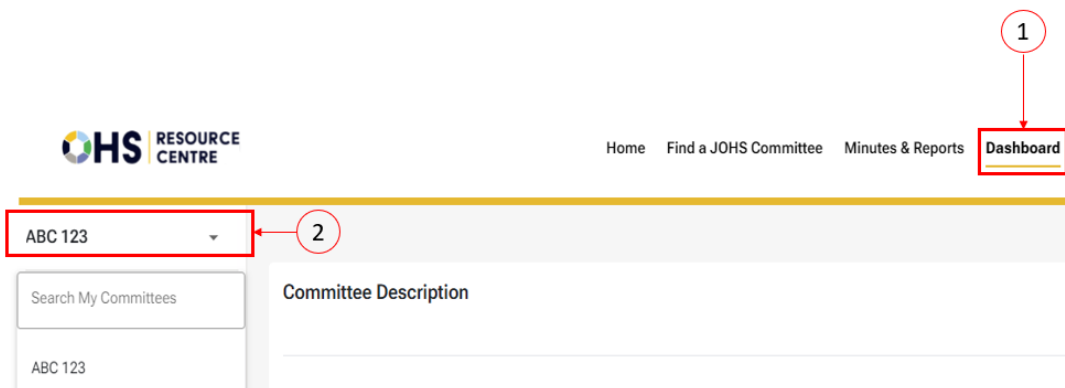 1
OHS RESOURCE
CENTRE
Home Find a JOHS Committee Minutes & Reports Dashboard
ABC 123
2
Search My Committees
Committee Description
ABC 123